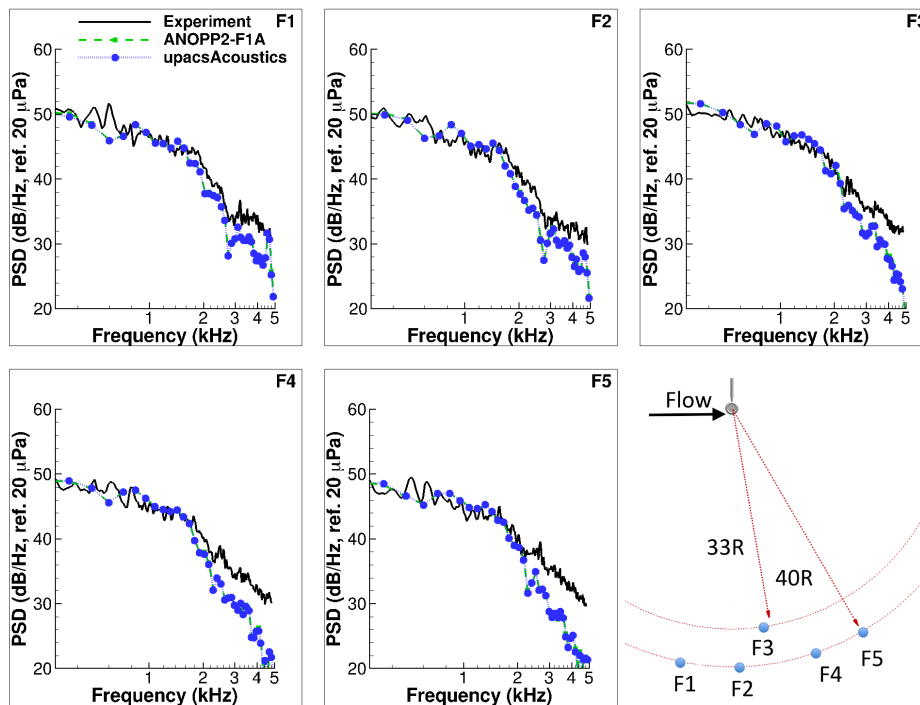 F1
Experiment
ANOPP2-F1A
upacsAcoustics
60
50
40
30
20
PSD (dB/Hz, ref. 20 μPa)
1 2 3 4 5
Frequency (kHz)
F2
60
50
40
30
20
PSD (dB/Hz, ref. 20 μPa)
1 2 3 4 5
Frequency (kHz)
F3
60
50
40
30
20
PSD (dB/Hz, ref. 20 μPa)
1 2 3 4 5
Frequency (kHz)
F4
60
50
40
30
20
PSD (dB/Hz, ref. 20 μPa)
1 2 3 4 5
Frequency (kHz)
F5
60
50
40
30
20
PSD (dB/Hz, ref. 20 μPa)
1 2 3 4 5
Frequency (kHz)
Flow
33R
40R
F3
F5
F4
F1
F2